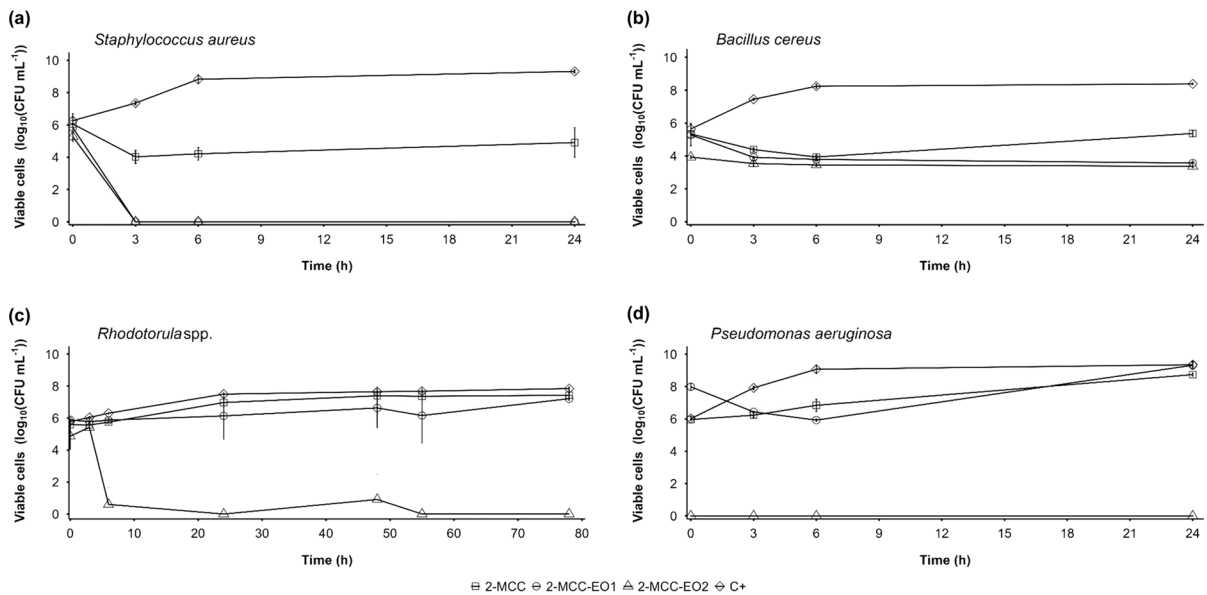 (a)
Staphylococcus aureus
Viable cells (log10(CFU mL-1))
10
8
6
4
2
0
0 3 6 9 12 15 18 21 24
Time (h)
(b)
Bacillus cereus
Viable cells (log10(CFU mL-1))
10
8
6
4
2
0
0 3 6 9 12 15 18 21 24
Time (h)
(c)
Rhodotorula spp.
Viable cells (log10(CFU mL-1))
10
8
6
4
2
0
0 10 20 30 40 50 60 70 80
Time (h)
(d)
Pseudomonas aeruginosa
Viable cells (log10(CFU mL-1))
10
8
6
4
2
0
0 3 6 9 12 15 18 21 24
Time (h)
2-MCC 2-MCC-EO1 2-MCC-EO2 C+